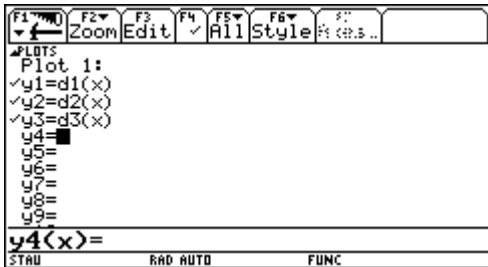 F1 F2 F3 F4 F5 F6
Zoom Edit ✓ All Style
PLOTS
Plot 1:
✓y1=d1(x)
✓y2=d2(x)
✓y3=d3(x)
y4=
y5=
y6=
y7=
y8=
y9=
y4(x)=
STAU RAD AUTO FUNC